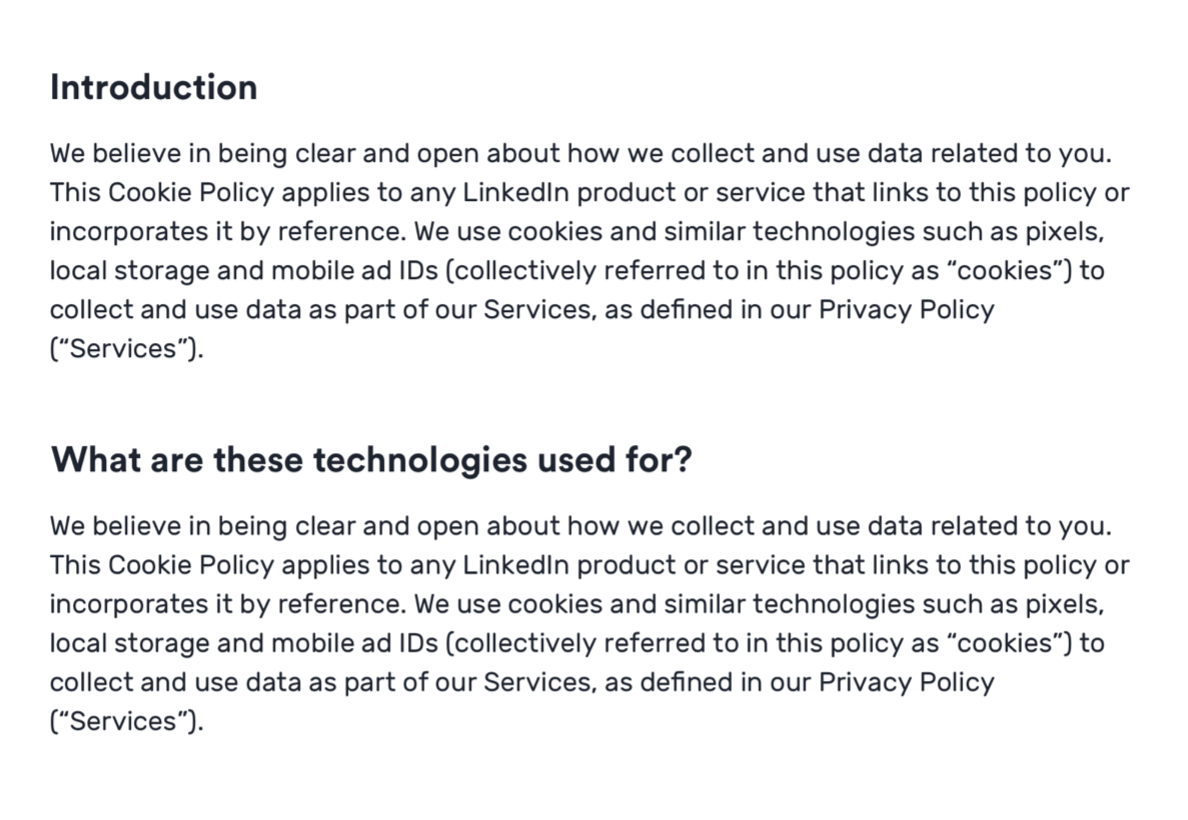 Introduction
We believe in being clear and open about how we collect and use data related to you.
This Cookie Policy applies to any LinkedIn product or service that links to this policy or
incorporates it by reference. We use cookies and similar technologies such as pixels,
local storage and mobile ad IDs (collectively referred to in this policy as “cookies”) to
collect and use data as part of our Services, as defined in our Privacy Policy
(“Services”).
What are these technologies used for?
We believe in being clear and open about how we collect and use data related to you.
This Cookie Policy applies to any LinkedIn product or service that links to this policy or
incorporates it by reference. We use cookies and similar technologies such as pixels,
local storage and mobile ad IDs (collectively referred to in this policy as “cookies”) to
collect and use data as part of our Services, as defined in our Privacy Policy
(“Services”).